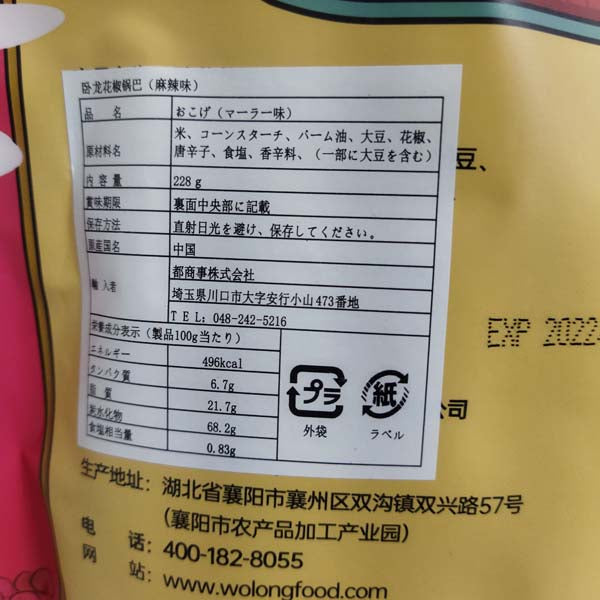 卧龙花椒锅巴（麻辣味）
品 名 おこげ（マーラー味）
原材料名 米、コーンスターチ、パーム油、大豆、花椒、
唐辛子、食塩、香辛料、（一部に大豆を含む）
豆、
内 容 量 228ｇ
賞味期限 裏面中央部に記載
保存方法 直射日光を避け、保存してください。
原産国名 中国
輸 入者 都商事株式会社
埼玉県川口市大字安行小山473番地
ＴＥL：048-242-5216
EXP 2022
栄養成分表示（製品100g当たり）
エネルギー 496kcal
タンパク質 6.7g
脂 質 21.7g
炭水化物 68.2g
食塩相当量 0.83g
プラ 紙
外袋 ラベル
公司
生产地址：湖北省襄阳市襄州区双沟镇双兴路57号
（襄阳市农产品加工产业园）
电 话：400-182-8055
网 站：www.wolongfood.com